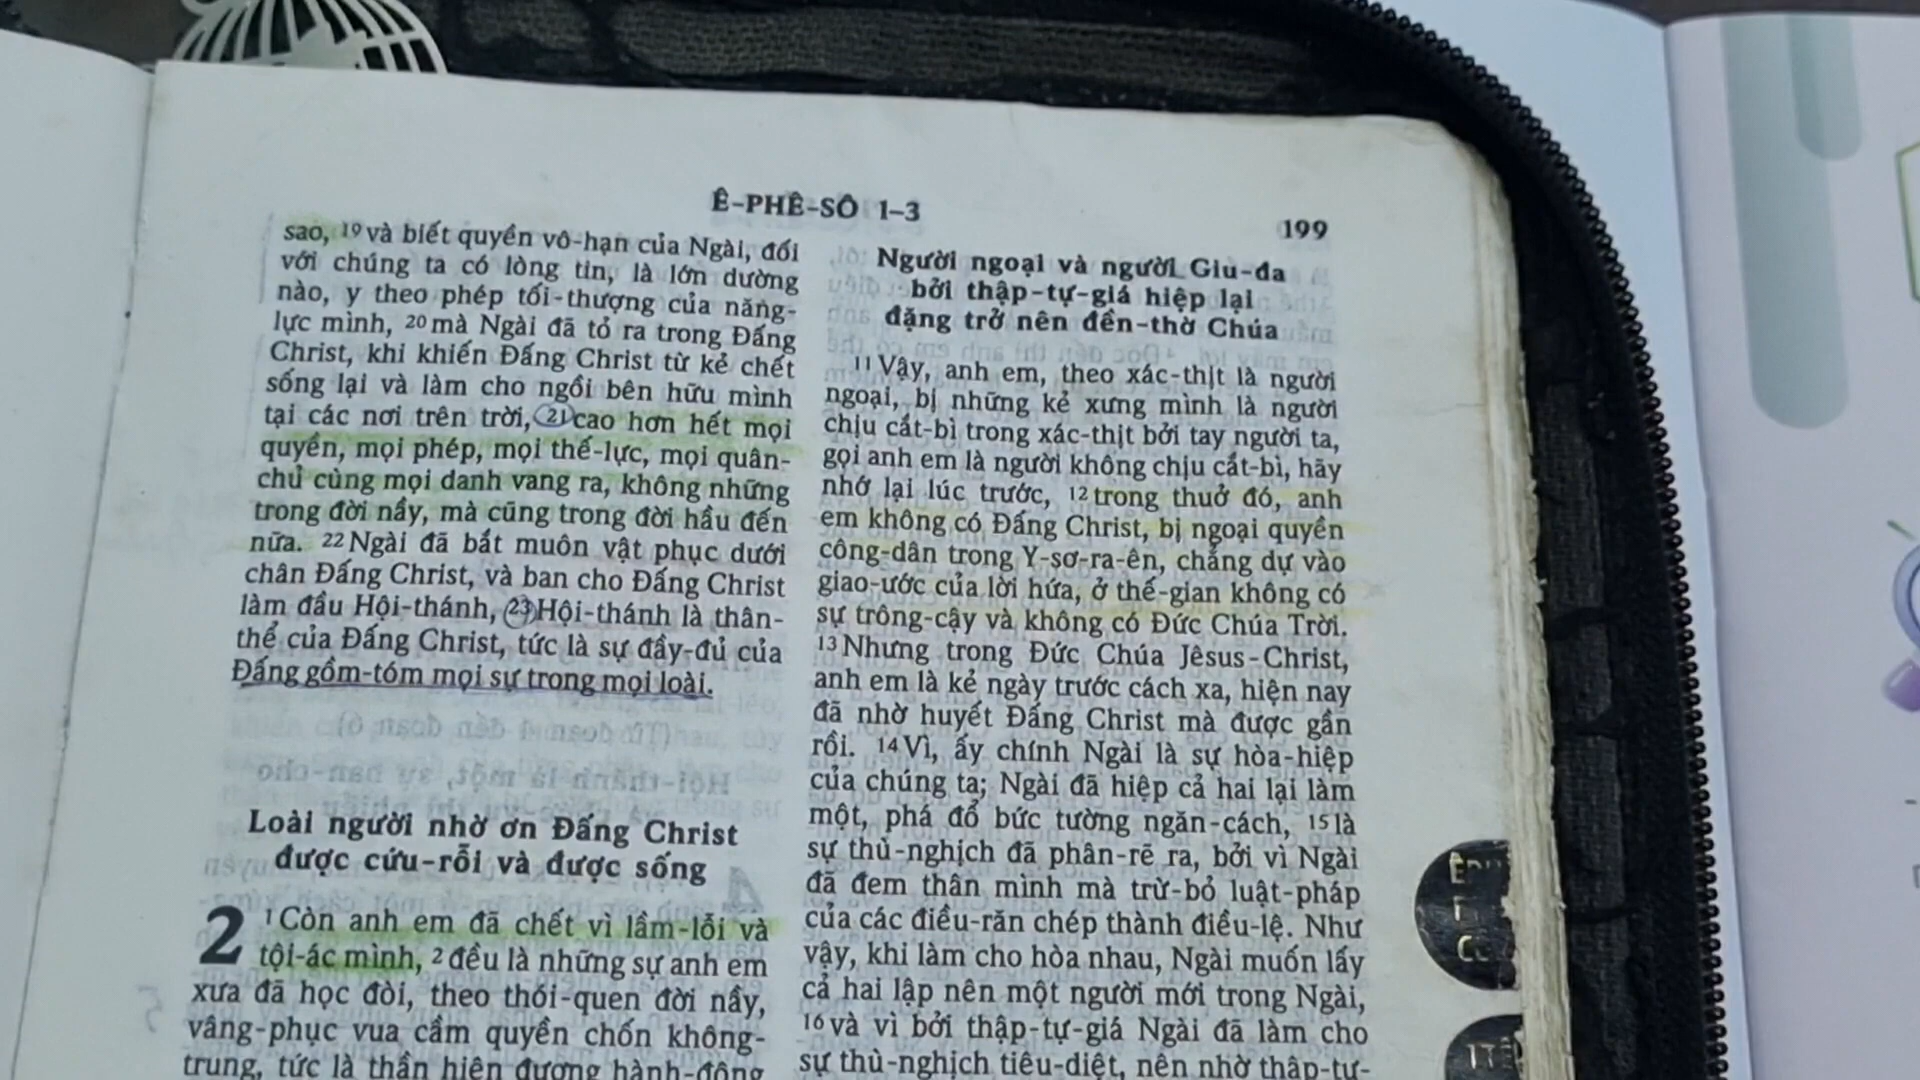 Ê-PHÊ-SÔ 1-3
199
sao, 19 và biết quyền vô-hạn của Ngài, đối
với chúng ta có lòng tin, là lớn dường
nào, y theo phép tối-thượng của năng-
lực mình, 20 mà Ngài đã tỏ ra trong Đấng
Christ, khi khiến Đấng Christ từ kẻ chết
sống lại và làm cho ngồi bên hữu mình
tại các nơi trên trời, 21 cao hơn hết mọi
quyền, mọi phép, mọi thế-lực, mọi quân-
chủ cùng mọi danh vang ra, không những
trong đời nầy, mà cũng trong đời hầu đến
nữa. 22 Ngài đã bắt muôn vật phục dưới
chân Đấng Christ, và ban cho Đấng Christ
làm đầu Hội-thánh, 23 Hội-thánh là thân-
thể của Đấng Christ, tức là sự đầy-đủ của
Đấng gồm-tóm mọi sự trong mọi loài.
Loài người nhờ ơn Đấng Christ
được cứu-rỗi và được sống
2 1 Còn anh em đã chết vì lầm-lỗi và
tội-ác mình, 2 đều là những sự anh em
xưa đã học đòi, theo thói-quen đời nầy,
vâng-phục vua cầm quyền chốn không-
trung, tức là thần hiện đương hành-động
Người ngoại và người Giu-đa
bởi thập-tự-giá hiệp lại
đặng trở nên đền-thờ Chúa
11 Vậy, anh em, theo xác-thịt là người
ngoại, bị những kẻ xưng mình là người
chịu cắt-bì trong xác-thịt bởi tay người ta,
gọi anh em là người không chịu cắt-bì, hãy
nhớ lại lúc trước, 12 trong thuở đó, anh
em không có Đấng Christ, bị ngoại quyền
công-dân trong Y-sơ-ra-ên, chẳng dự vào
giao-ước của lời hứa, ở thế-gian không có
sự trông-cậy và không có Đức Chúa Trời.
13 Nhưng trong Đức Chúa Jêsus-Christ,
anh em là kẻ ngày trước cách xa, hiện nay
đã nhờ huyết Đấng Christ mà được gần
rồi. 14 Vì, ấy chính Ngài là sự hòa-hiệp
của chúng ta; Ngài đã hiệp cả hai lại làm
một, phá đổ bức tường ngăn-cách, 15 là
sự thù-nghịch đã phân-rẽ ra, bởi vì Ngài
đã đem thân mình mà trừ-bỏ luật-pháp
của các điều-răn chép thành điều-lệ. Như
vậy, khi làm cho hòa nhau, Ngài muốn lấy
cả hai lập nên một người mới trong Ngài,
16 và vì bởi thập-tự-giá Ngài đã làm cho
sự thù-nghịch tiêu-diệt, nên nhờ thập-tự-